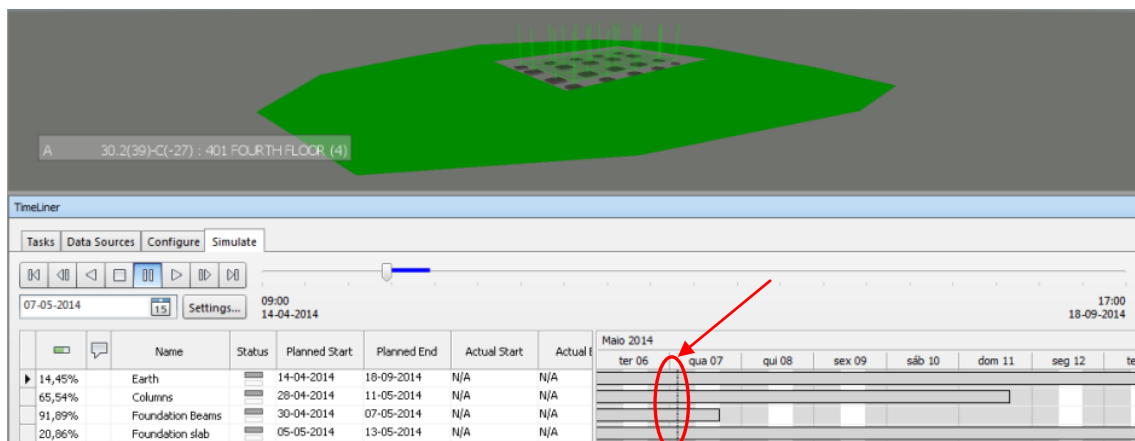 A 30.2(39)-C(-27) : 401 FOURTH FLOOR (4)
TimeLiner
Tasks Data Sources Configure Simulate
07-05-2014 15 Settings... 09:00 17:00
14-04-2014 18-09-2014
Maio 2014
Name Status Planned Start Planned End Actual Start Actual E
ter 06 qua 07 qui 08 sex 09 sáb 10 dom 11 seg 12 te
14,45% Earth 14-04-2014 18-09-2014 N/A N/A
65,54% Columns 28-04-2014 11-05-2014 N/A N/A
91,89% Foundation Beams 30-04-2014 07-05-2014 N/A N/A
20,86% Foundation slab 05-05-2014 13-05-2014 N/A N/A